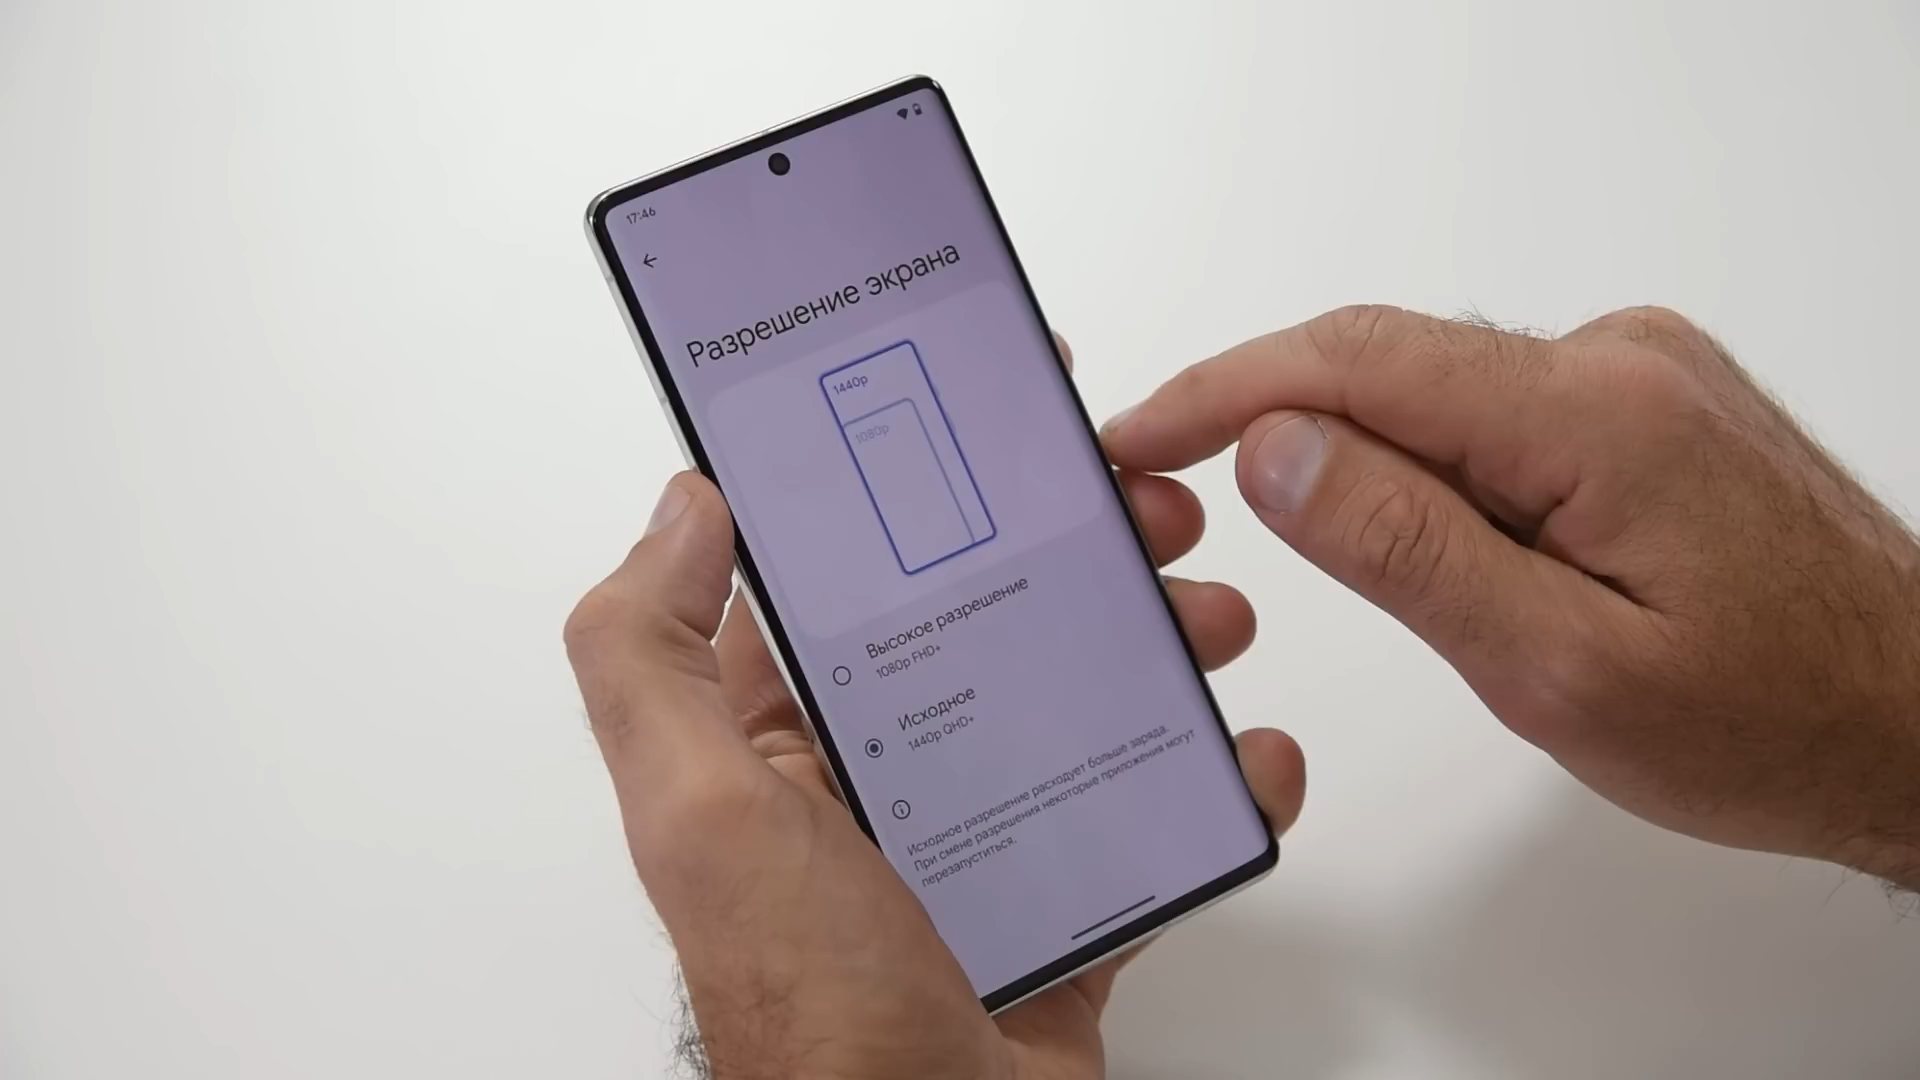 17:46
Разрешение экрана
1440p
1080p
Высокое разрешение
1080p FHD+
Исходное
1440p QHD+
Исходное разрешение расходует больше заряда.
При смене разрешения некоторые приложения могут
перезапуститься.